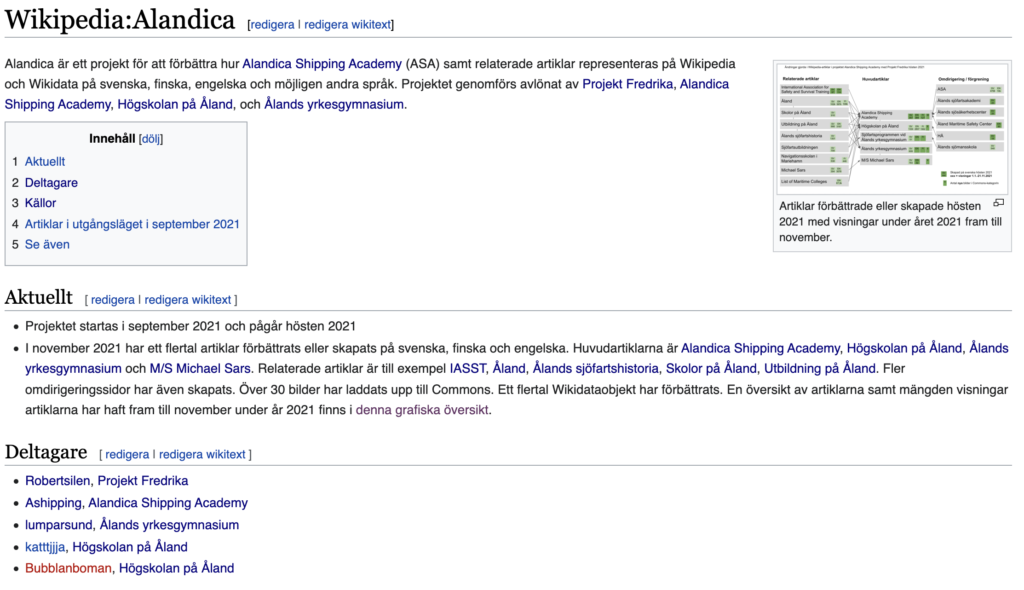 Wikipedia:Alandica [redigera | redigera wikitext]
Alandica är ett projekt för att förbättra hur Alandica Shipping Academy (ASA) samt relaterade artiklar representeras på Wikipedia
och Wikidata på svenska, finska, engelska och möjligen andra språk. Projektet genomförs avlönat av Projekt Fredrika, Alandica
Shipping Academy, Högskolan på Åland, och Ålands yrkesgymnasium.
Innehåll [dölj]
1 Aktuellt
2 Deltagare
3 Källor
4 Artiklar i utgångsläget i september 2021
5 Se även
Relaterade artiklar
Huvudartiklar
Omdirigering / förgrening
International Association for
Safety and Survival Training
Åland
Skolor på Åland
Utbildning på Åland
Ålands sjöfartshistoria
Sjöfartsutbildningen
Navigationsskolan i
Mariehamn
Michael Sars
List of Maritime Colleges
Alandica Shipping
Academy
Högskolan på Åland
Ålands yrkesgymnasium
M/S Michael Sars
ASA
Ålands sjöfartsakademi
Ålands sjösäkerhetscenter
Åland Maritime Safety Center
HÅ
Ålands sjömansskola
Artiklar förbättrade eller skapade hösten
2021 med visningar under året 2021 fram till
november.
Aktuellt [ redigera | redigera wikitext ]
Projektet startas i september 2021 och pågår hösten 2021
I november 2021 har ett flertal artiklar förbättrats eller skapats på svenska, finska och engelska. Huvudartiklarna är Alandica Shipping Academy, Högskolan på Åland, Ålands
yrkesgymnasium och M/S Michael Sars. Relaterade artiklar är till exempel IASST, Åland, Ålands sjöfartshistoria, Skolor på Åland, Utbildning på Åland. Fler
omdirigeringssidor har även skapats. Över 30 bilder har laddats upp till Commons. Ett flertal Wikidataobjekt har förbättrats. En översikt av artiklarna samt mängden visningar
artiklarna har haft fram till november under år 2021 finns i denna grafiska översikt.
Deltagare [ redigera | redigera wikitext ]
Robertsilen, Projekt Fredrika
Ashipping, Alandica Shipping Academy
lumparsund, Ålands yrkesgymnasium
katttjjja, Högskolan på Åland
Bubblanboman, Högskolan på Åland